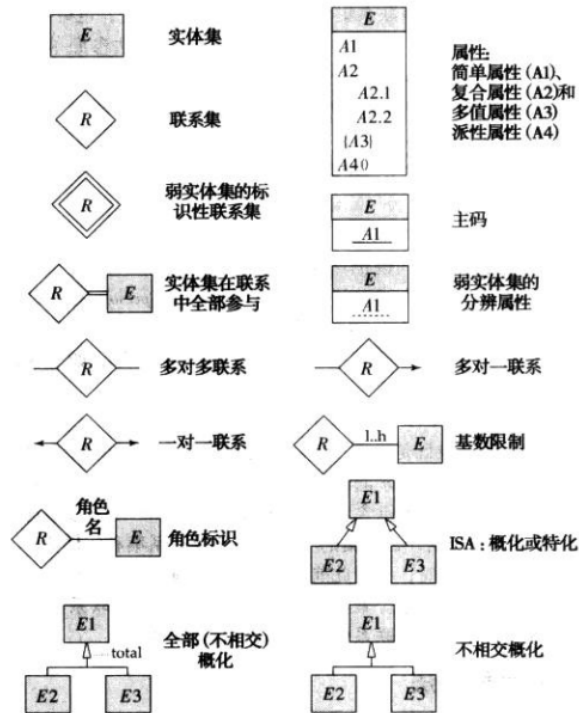 E
实体集
R
联系集
R
弱实体集的标
识性联系集
R
E
实体集在联系
中全部参与
R
多对多联系
R
一对一联系
R
角色
名
E
角色标识
E1
total
E2
E3
全部(不相交)
概化
E
A1
A2
A2.1
A2.2
{A3}
A4()
属性:
简单属性(A1)、
复合属性(A2)和
多值属性(A3)
派性属性(A4)
E
A1
主码
E
A1
弱实体集的
分辨属性
R
多对一联系
R
l..h
E
基数限制
E1
E2
E3
ISA:概化或特化
E1
E2
E3
不相交概化